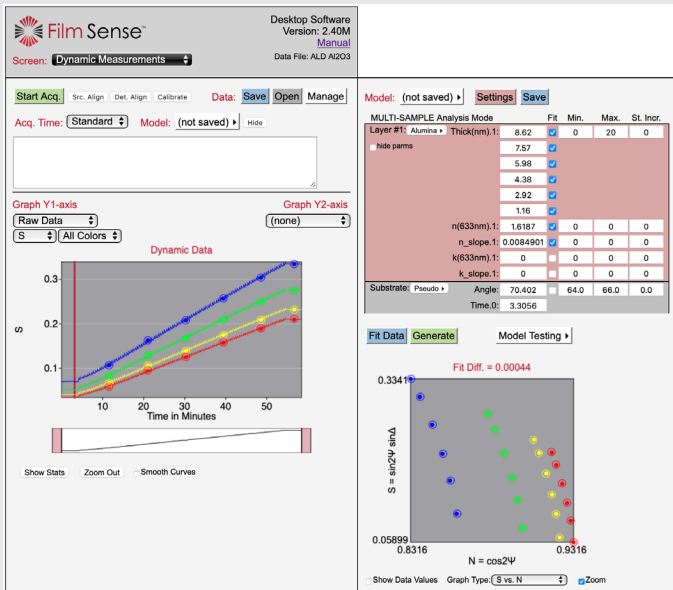 Film Sense™
Desktop Software
Version: 2.40M
Manual
Screen: Dynamic Measurements
Data File: ALD Al2O3
Start Acq. Src. Align Det. Align Calibrate Data: Save Open Manage
Acq. Time: Standard Model: (not saved) Hide
Graph Y1-axis Graph Y2-axis
Raw Data (none)
S All Colors
Dynamic Data
0.3
0.2
0.1
S
10 20 30 40 50
Time in Minutes
Show Stats Zoom Out Smooth Curves
Model: (not saved) Settings Save
MULTI-SAMPLE Analysis Mode Fit Min. Max. St. Incr.
Layer #1: Alumina Thick(nm).1: 8.62 0 20 0
hide parms 7.57
5.98
4.38
2.92
1.16
n(633nm).1: 1.6187 0 0 0
n_slope.1: 0.0084901 0 0 0
k(633nm).1: 0 0 0 0
k_slope.1: 0 0 0 0
Substrate: Pseudo Angle: 70.402 64.0 66.0 0.0
Time.0: 3.3056
Fit Data Generate Model Testing
Fit Diff. = 0.00044
0.3341
S = sin2Ψ sinΔ
0.05899
0.8316 0.9316
N = cos2Ψ
Show Data Values Graph Type: S vs. N Zoom